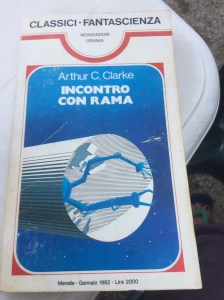 CLASSICI • FANTASCIENZA
MONDADORI
URANIA
Arthur C. Clarke
INCONTRO
CON RAMA
Mensile - Gennaio 1982 - Lire 2000